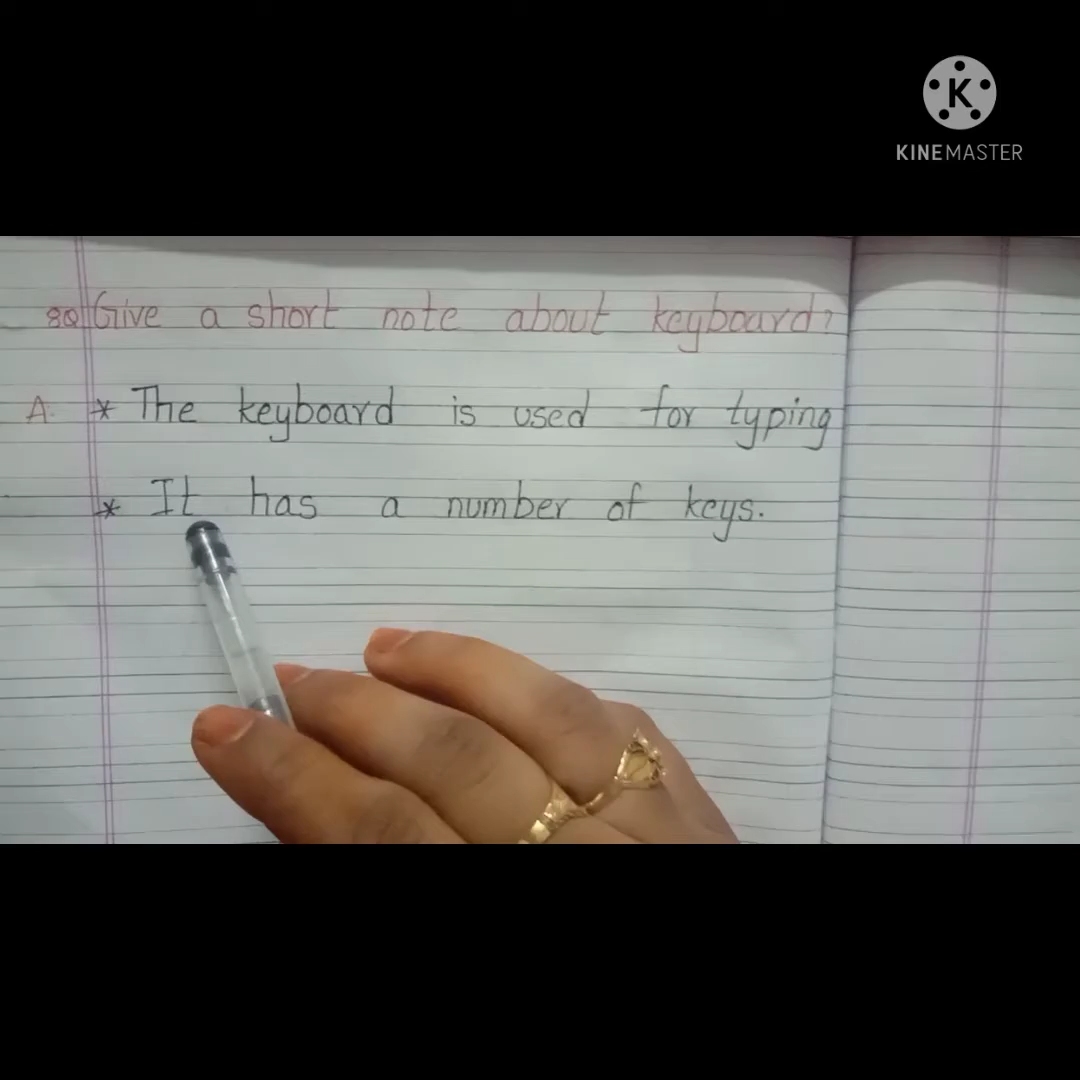 K
KINEMASTER
8Q Give a short note about keyboard?
A. * The keyboard is used for typing
* It has a number of keys.